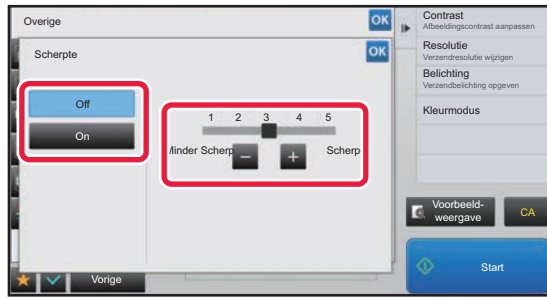 Overige
OK
Scherpte
OK
Off
On
1 2 3 4 5
Minder Scherp
−
+
Scherp
Contrast
Afbeeldingscontrast aanpassen
Resolutie
Verzendresolutie wijzigen
Belichting
Verzendbelichting opgeven
Kleurmodus
Voorbeeld-
weergave
CA
Start
Vorige